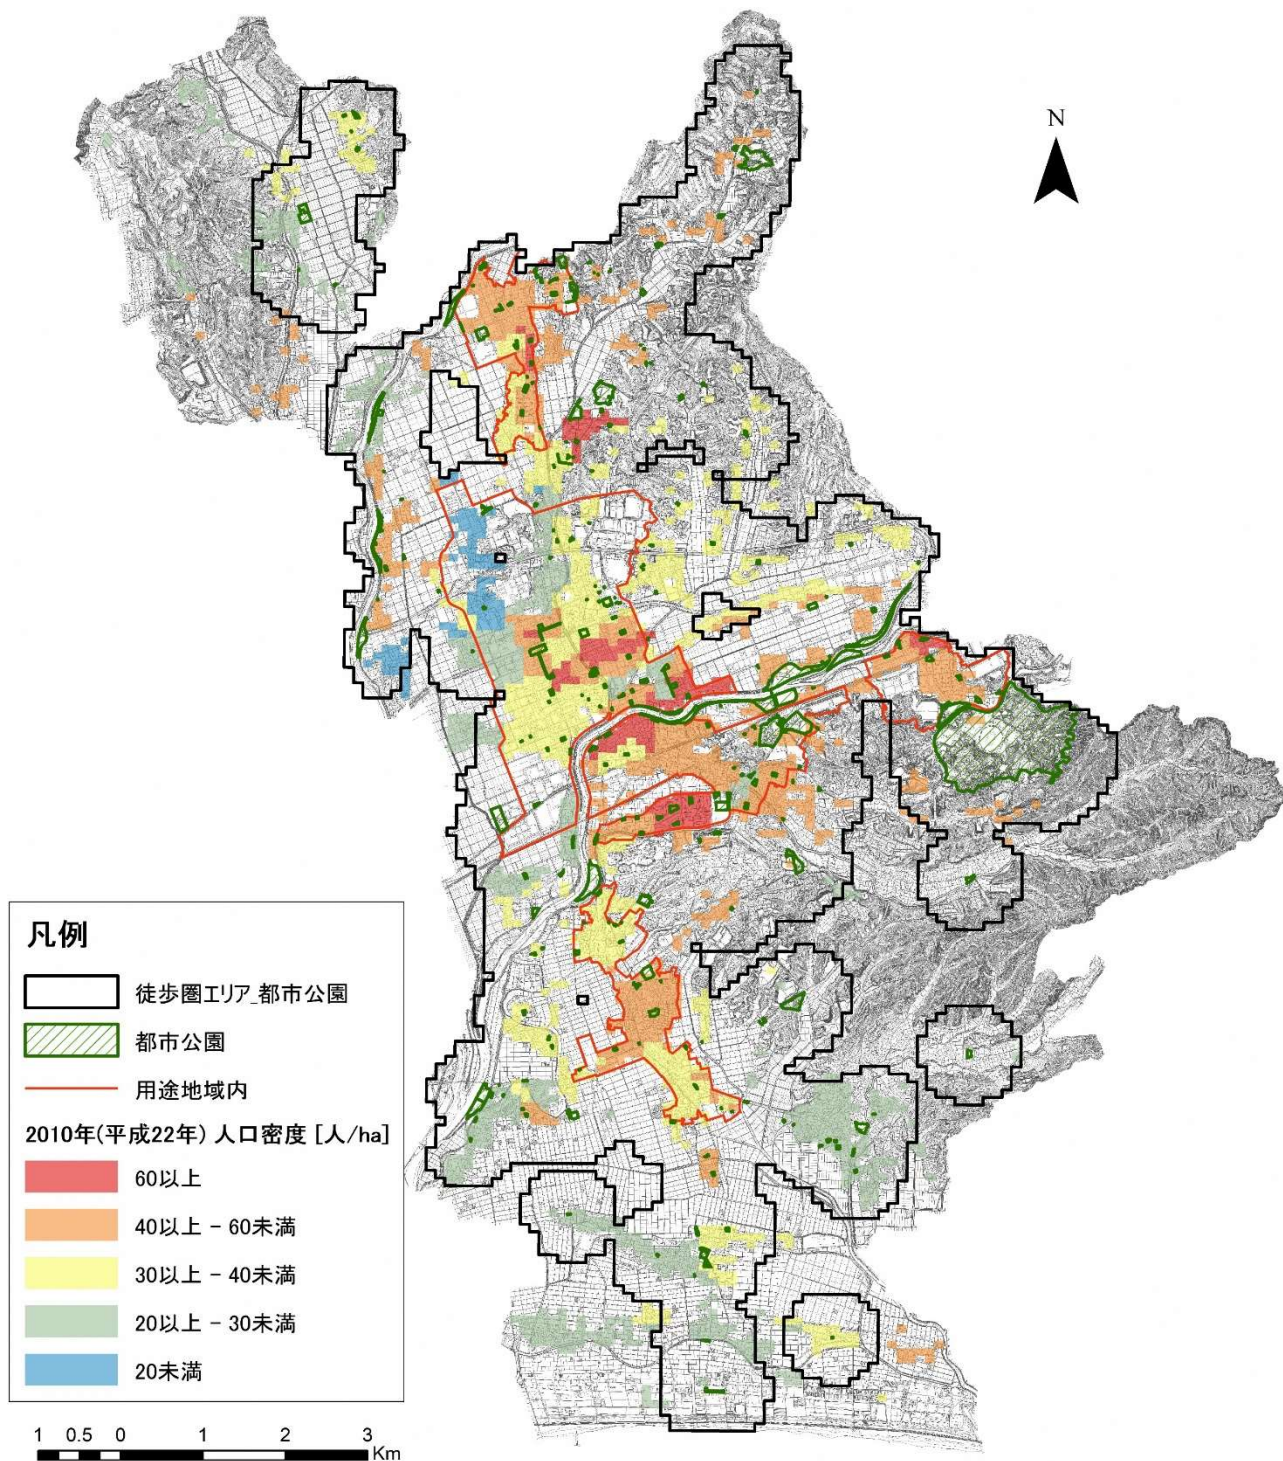 N
凡例
徒歩圏エリア_都市公園
都市公園
用途地域内
2010年(平成22年) 人口密度 [人/ha]
60以上
40以上 - 60未満
30以上 - 40未満
20以上 - 30未満
20未満
1 0.5 0 1 2 3
Km